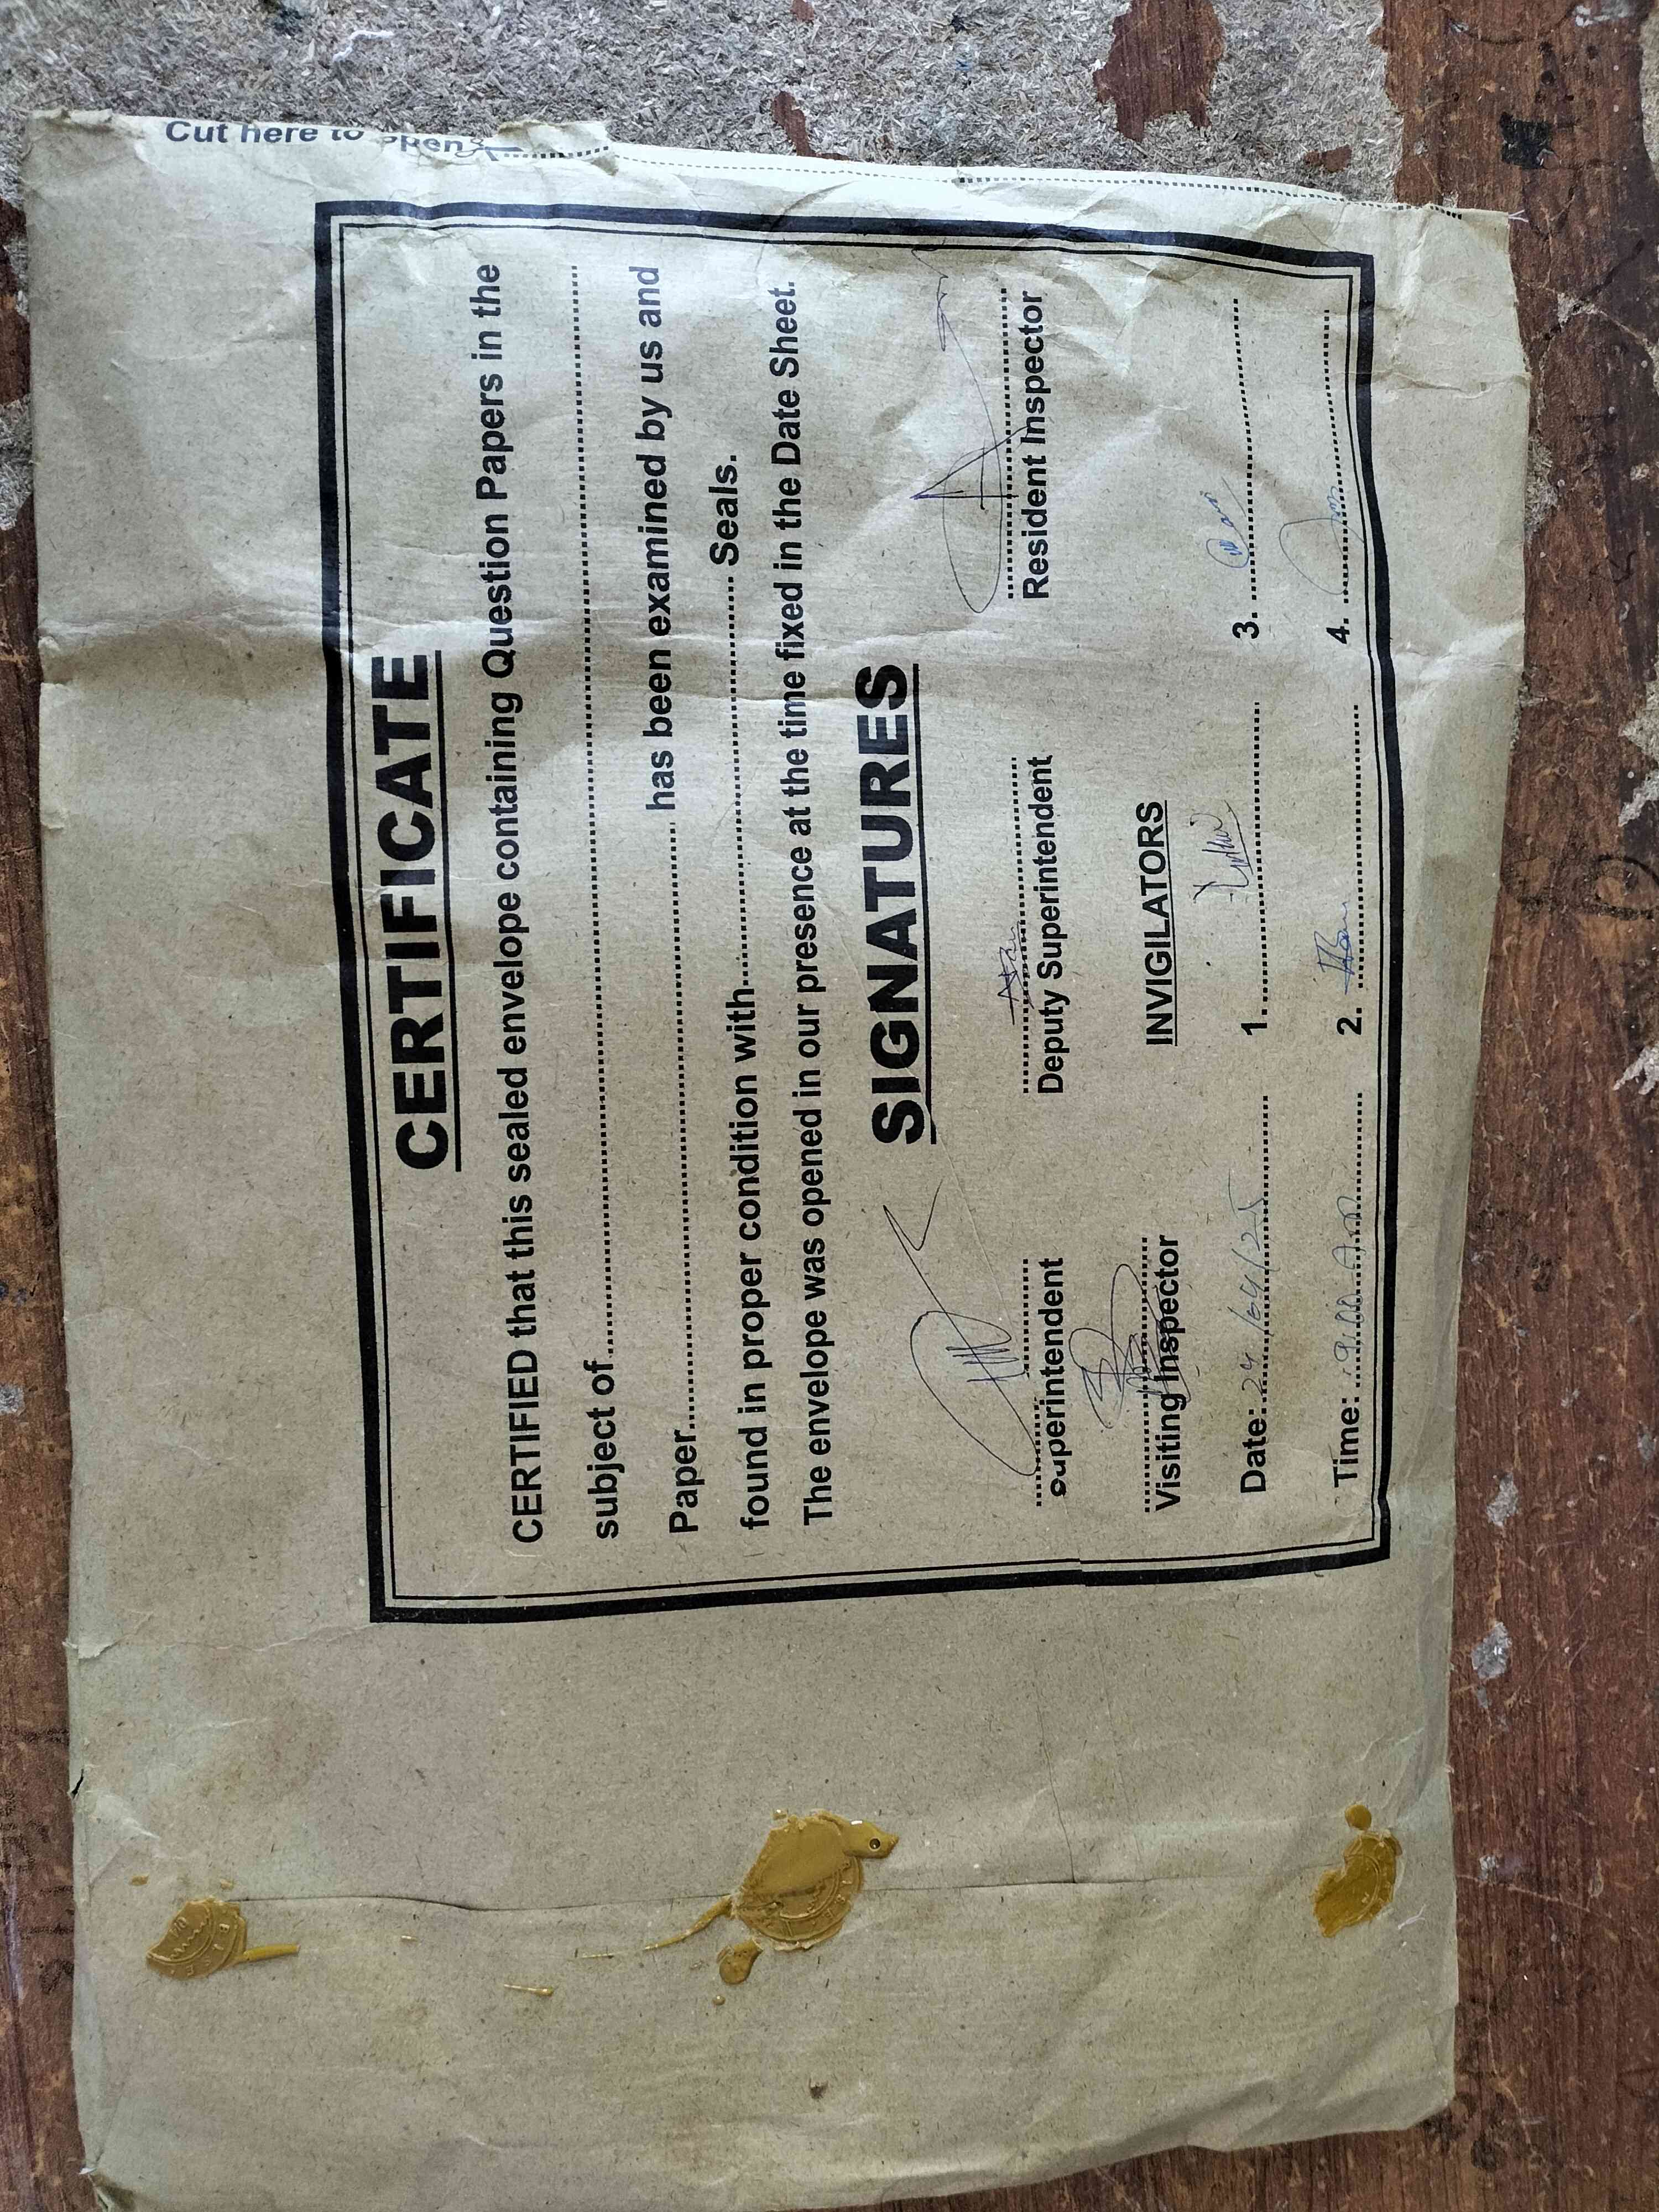 Cut here to open
CERTIFICATE
CERTIFIED that this sealed envelope containing Question Papers in the
subject of
Paper has been examined by us and
found in proper condition with Seals.
The envelope was opened in our presence at the time fixed in the Date Sheet.
SIGNATURES
Superintendent Deputy Superintendent Resident Inspector
Visiting Inspector INVIGILATORS
Date: 24/04/25 1. 3.
Time: 2. 4.